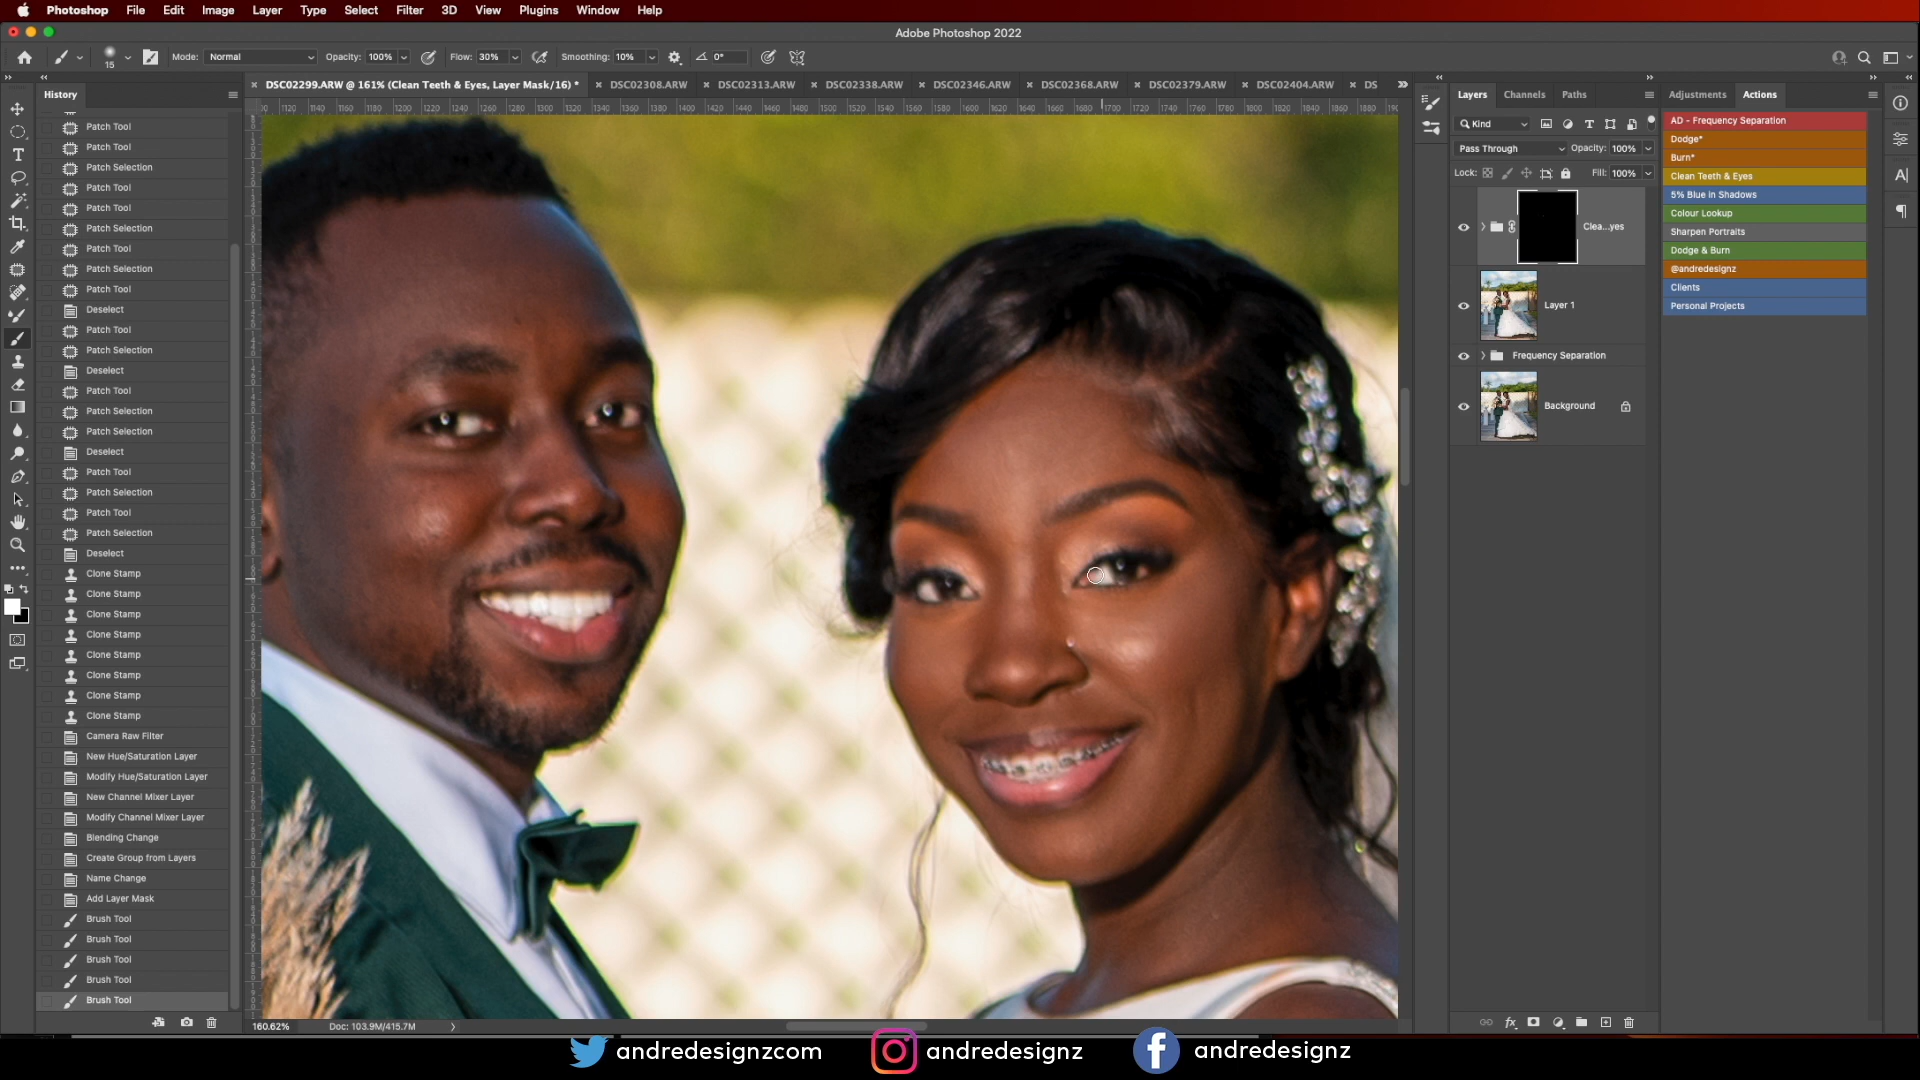 Photoshop File Edit Image Layer Type Select Filter 3D View Plugins Window Help
Adobe Photoshop 2022
15 Mode: Normal Opacity: 100% Flow: 30% Smoothing: 10% 0°
History
DSC02299.ARW @ 161% (Clean Teeth & Eyes, Layer Mask/16) * DSC02308.ARW DSC02313.ARW DSC02338.ARW DSC02346.ARW DSC02368.ARW DSC02379.ARW DSC02404.ARW DS
Patch Tool
Patch Tool
Patch Selection
Patch Tool
Patch Tool
Patch Selection
Patch Tool
Patch Selection
Patch Tool
Deselect
Patch Tool
Patch Selection
Deselect
Patch Tool
Patch Selection
Patch Selection
Deselect
Patch Tool
Patch Selection
Patch Tool
Patch Selection
Deselect
Clone Stamp
Clone Stamp
Clone Stamp
Clone Stamp
Clone Stamp
Clone Stamp
Clone Stamp
Clone Stamp
Camera Raw Filter
New Hue/Saturation Layer
Modify Hue/Saturation Layer
New Channel Mixer Layer
Modify Channel Mixer Layer
Blending Change
Create Group from Layers
Name Change
Add Layer Mask
Brush Tool
Brush Tool
Brush Tool
Brush Tool
Brush Tool
160.62% Doc: 103.9M/415.7M
Layers Channels Paths
Kind
Pass Through Opacity: 100%
Lock: Fill: 100%
Clea...yes
Layer 1
Frequency Separation
Background
Adjustments Actions
AD - Frequency Separation
Dodge*
Burn*
Clean Teeth & Eyes
5% Blue in Shadows
Colour Lookup
Sharpen Portraits
Dodge & Burn
@andredesignz
Clients
Personal Projects
andredesignzcom andredesignz andredesignz